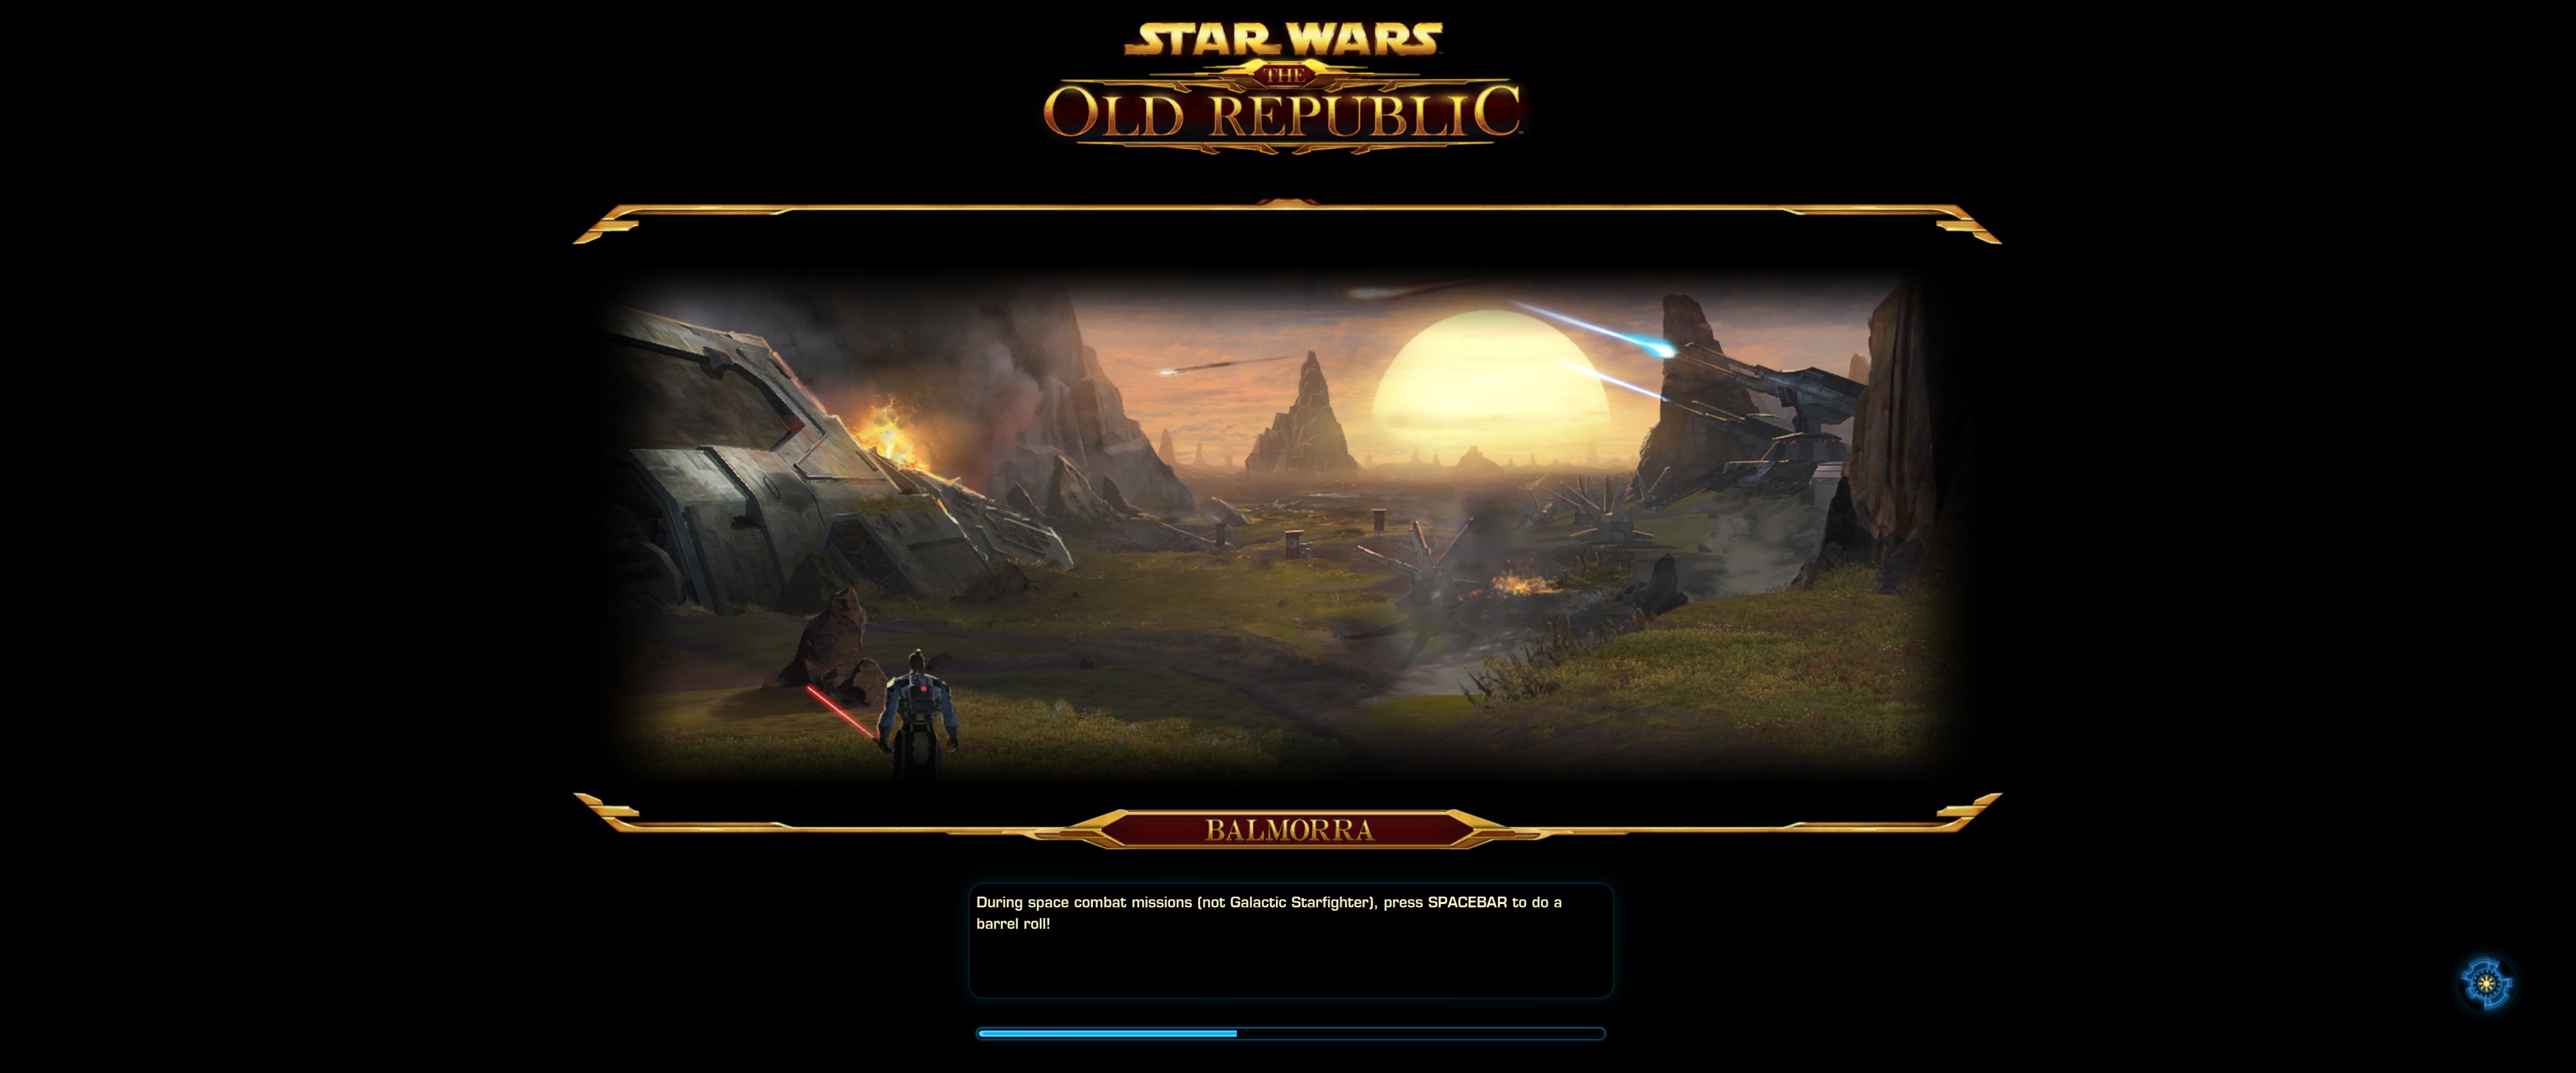 STAR WARS
THE
OLD REPUBLIC
BALMORRA
During space combat missions (not Galactic Starfighter), press SPACEBAR to do a
barrel roll!